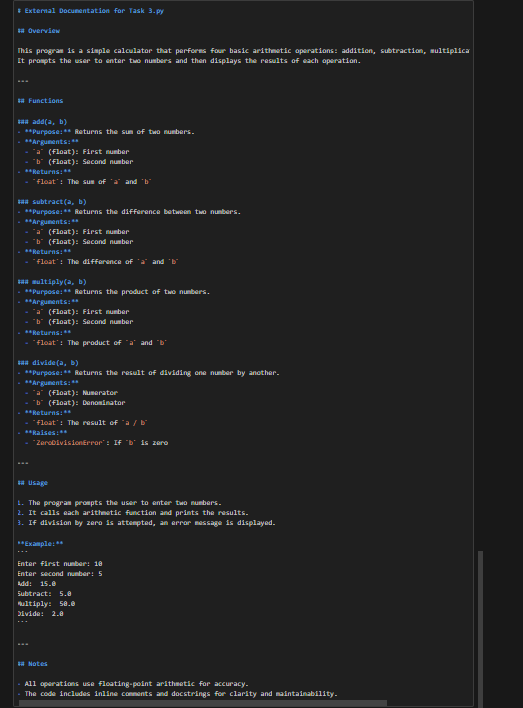 # External Documentation for Task 3.py
## Overview
This program is a simple calculator that performs four basic arithmetic operations: addition, subtraction, multiplica
It prompts the user to enter two numbers and then displays the results of each operation.
---
## Functions
### add(a, b)
- **Purpose:** Returns the sum of two numbers.
- **Arguments:**
- `a` (float): First number
- `b` (float): Second number
- **Returns:**
- `float`: The sum of `a` and `b`
### subtract(a, b)
- **Purpose:** Returns the difference between two numbers.
- **Arguments:**
- `a` (float): First number
- `b` (float): Second number
- **Returns:**
- `float`: The difference of `a` and `b`
### multiply(a, b)
- **Purpose:** Returns the product of two numbers.
- **Arguments:**
- `a` (float): First number
- `b` (float): Second number
- **Returns:**
- `float`: The product of `a` and `b`
### divide(a, b)
- **Purpose:** Returns the result of dividing one number by another.
- **Arguments:**
- `a` (float): Numerator
- `b` (float): Denominator
- **Returns:**
- `float`: The result of `a / b`
- **Raises:**
- `ZeroDivisionError`: If `b` is zero
---
## Usage
1. The program prompts the user to enter two numbers.
2. It calls each arithmetic function and prints the results.
3. If division by zero is attempted, an error message is displayed.
**Example:**
```
Enter first number: 10
Enter second number: 5
Add: 15.0
Subtract: 5.0
Multiply: 50.0
Divide: 2.0
```
---
## Notes
- All operations use floating-point arithmetic for accuracy.
- The code includes inline comments and docstrings for clarity and maintainability.